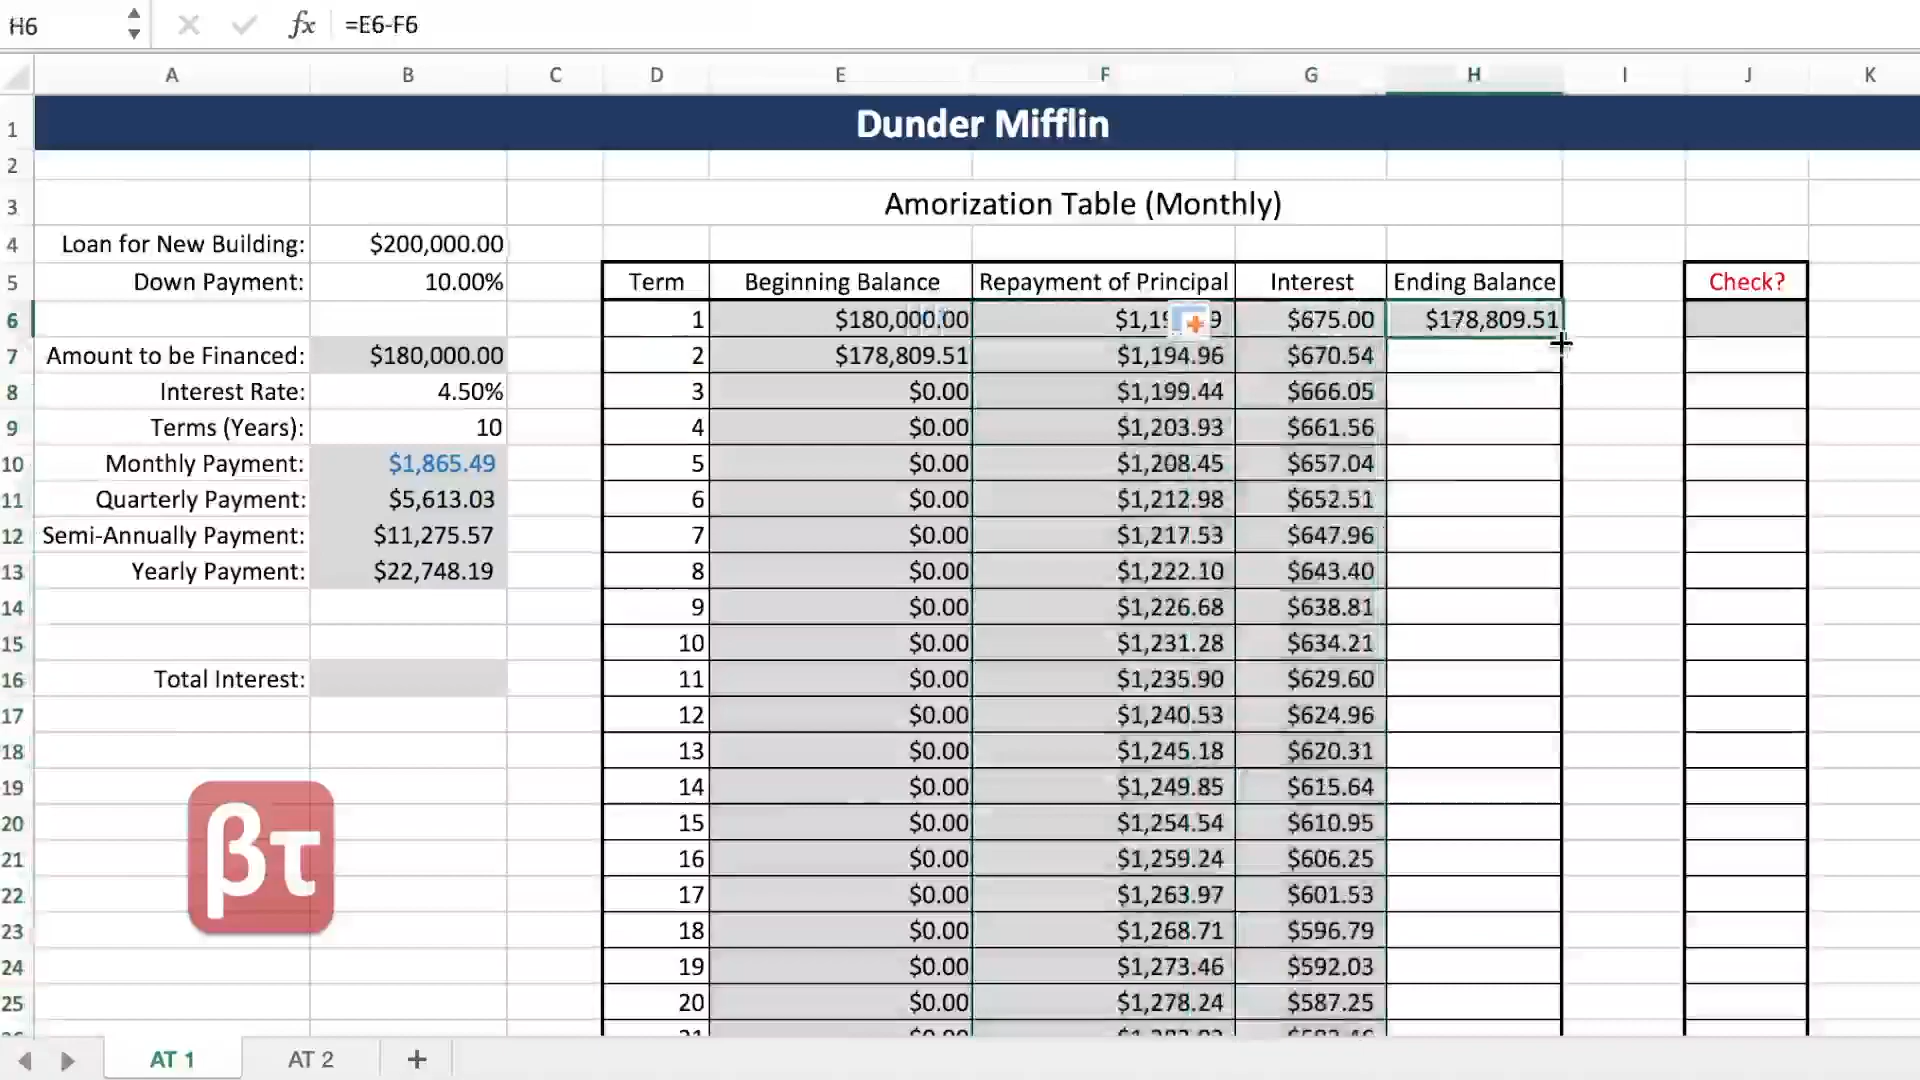 H6 fx =E6-F6
A B C D E F G H I J K
1 Dunder Mifflin
2
3 Amorization Table (Monthly)
4 Loan for New Building: $200,000.00
5 Down Payment: 10.00% Term Beginning Balance Repayment of Principal Interest Ending Balance Check?
6 1 $180,000.00 $1,19 9 $675.00 $178,809.51
7 Amount to be Financed: $180,000.00 2 $178,809.51 $1,194.96 $670.54
8 Interest Rate: 4.50% 3 $0.00 $1,199.44 $666.05
9 Terms (Years): 10 4 $0.00 $1,203.93 $661.56
10 Monthly Payment: $1,865.49 5 $0.00 $1,208.45 $657.04
11 Quarterly Payment: $5,613.03 6 $0.00 $1,212.98 $652.51
12 Semi-Annually Payment: $11,275.57 7 $0.00 $1,217.53 $647.96
13 Yearly Payment: $22,748.19 8 $0.00 $1,222.10 $643.40
14 9 $0.00 $1,226.68 $638.81
15 10 $0.00 $1,231.28 $634.21
16 Total Interest: 11 $0.00 $1,235.90 $629.60
17 12 $0.00 $1,240.53 $624.96
18 13 $0.00 $1,245.18 $620.31
19 14 $0.00 $1,249.85 $615.64
20 15 $0.00 $1,254.54 $610.95
21 16 $0.00 $1,259.24 $606.25
22 17 $0.00 $1,263.97 $601.53
23 18 $0.00 $1,268.71 $596.79
24 19 $0.00 $1,273.46 $592.03
25 20 $0.00 $1,278.24 $587.25
βτ
AT 1 AT 2 +